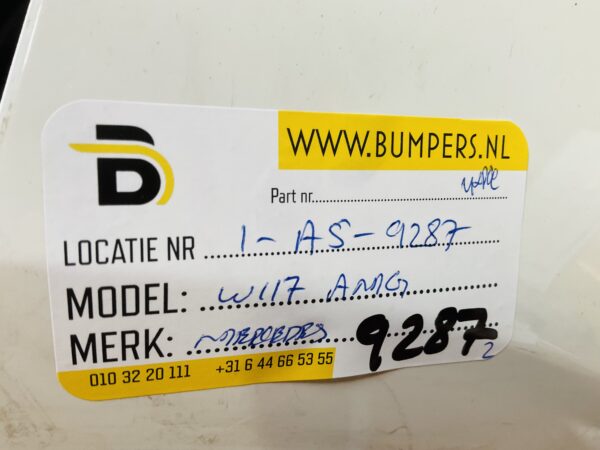 WWW.BUMPERS.NL
Part nr
LOCATIE NR 1-AS-9287
MODEL: W117 AMG
MERK: MERCEDES 9287 2
010 32 20 111 +31 6 44 66 53 55